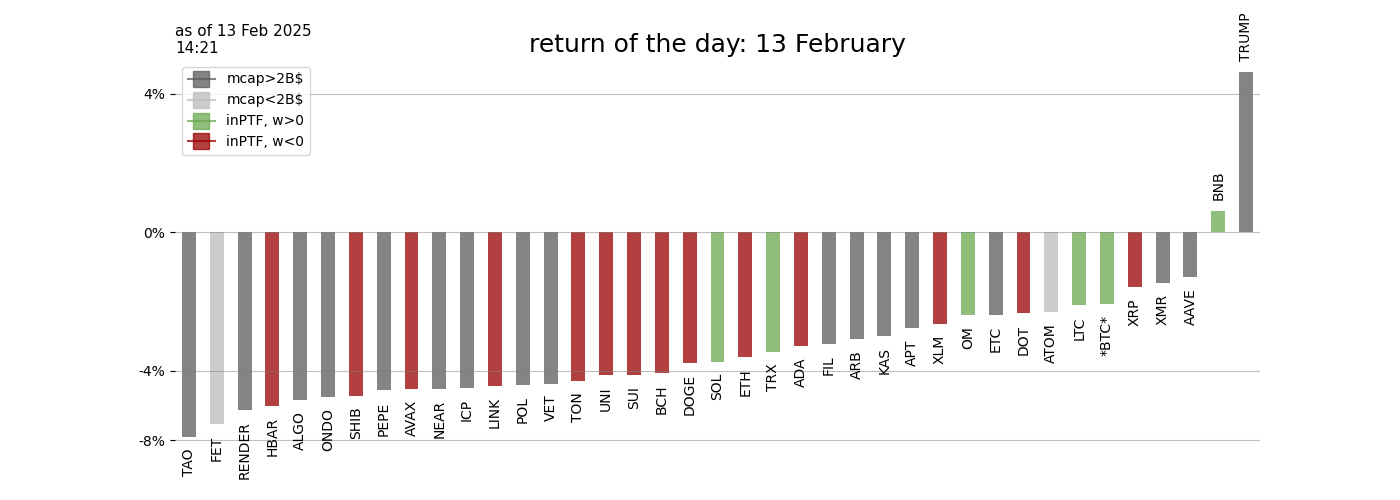 as of 13 Feb 2025
14:21
return of the day: 13 February
mcap>2B$
mcap<2B$
inPTF, w>0
inPTF, w<0
4%
0%
-4%
-8%
TAO
FET
RENDER
HBAR
ALGO
ONDO
SHIB
PEPE
AVAX
NEAR
ICP
LINK
POL
VET
TON
UNI
SUI
BCH
DOGE
SOL
ETH
TRX
ADA
FIL
ARB
KAS
APT
XLM
OM
ETC
DOT
ATOM
LTC
*BTC*
XRP
XMR
AAVE
BNB
TRUMP